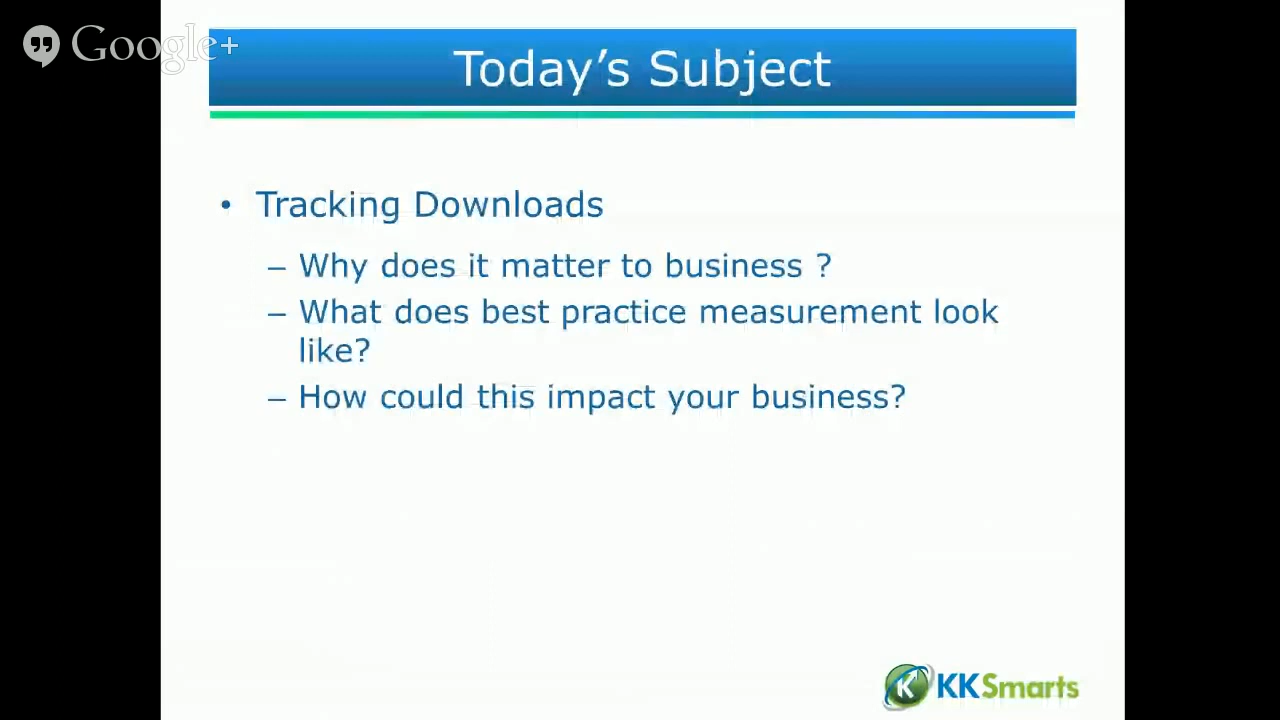 Google+
Today’s Subject
• Tracking Downloads
– Why does it matter to business ?
– What does best practice measurement look
like?
– How could this impact your business?
K KKSmarts